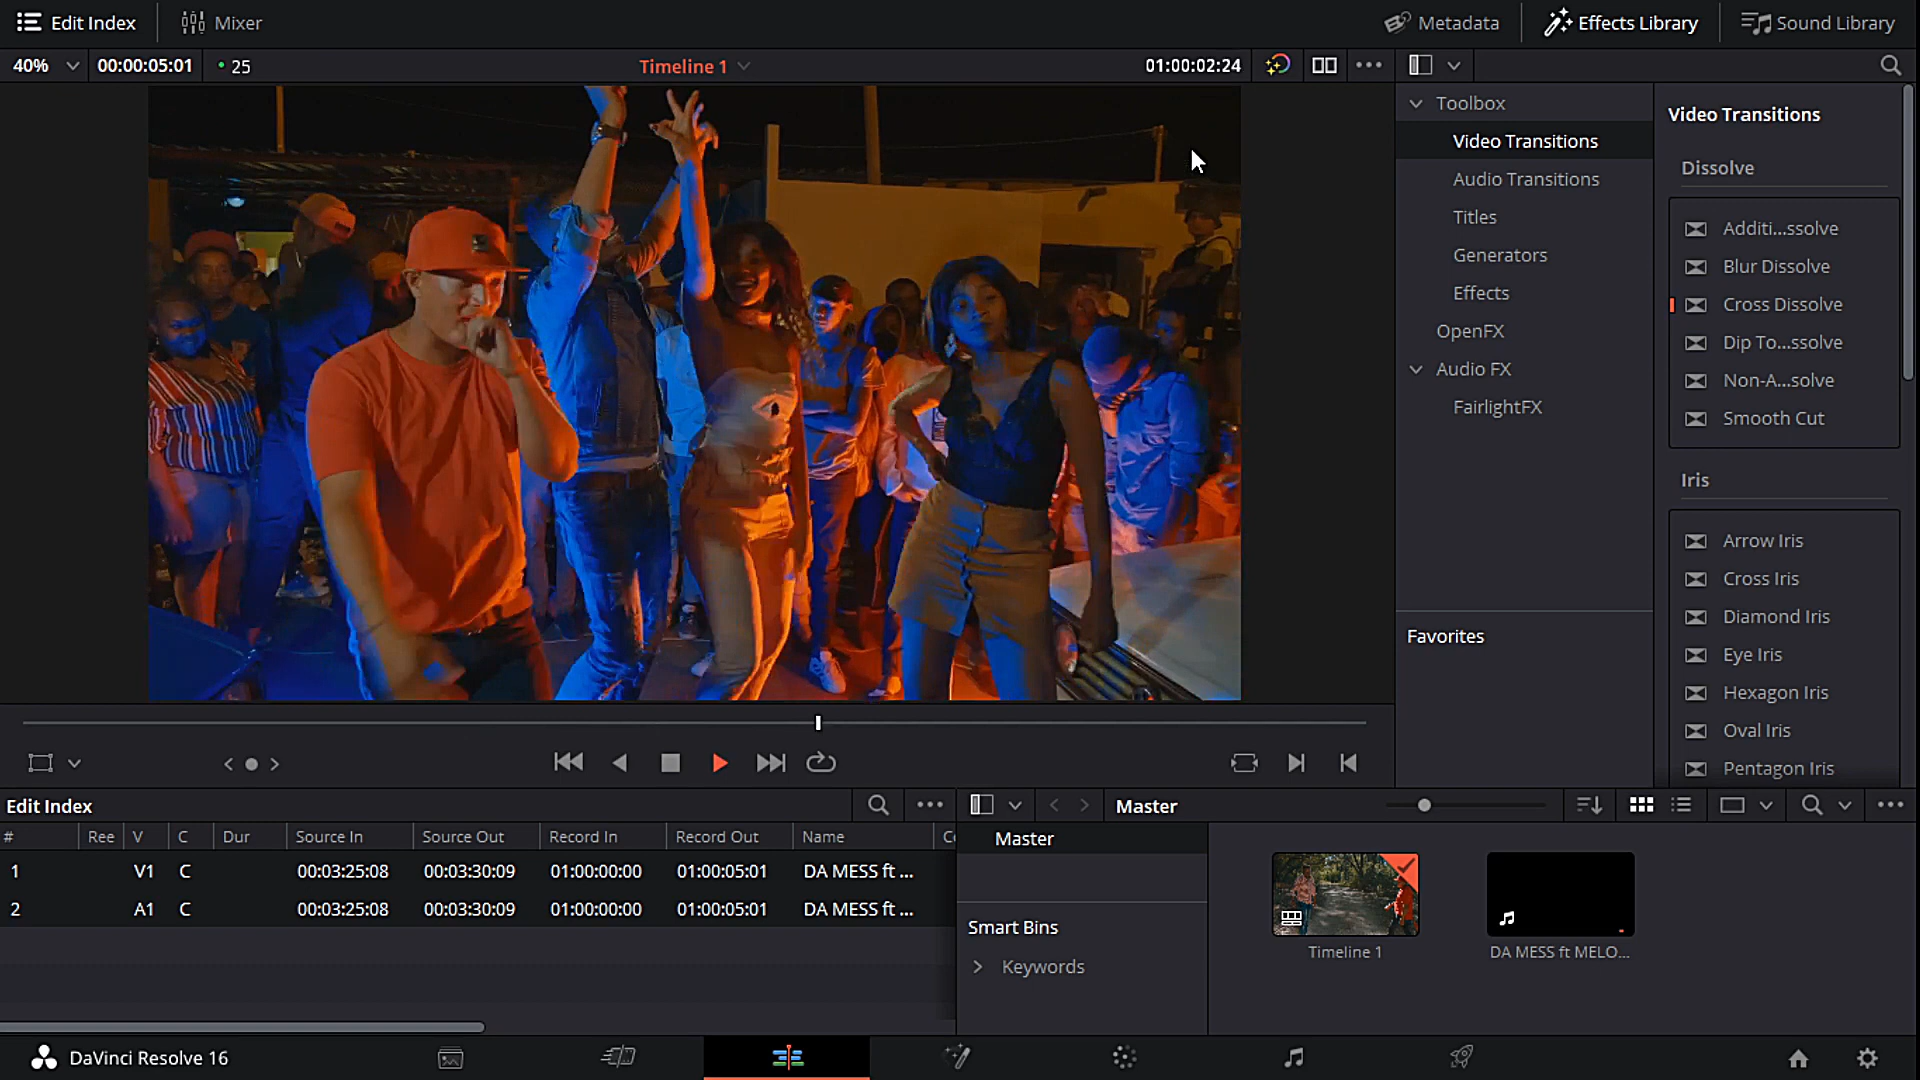 Edit Index
Mixer
Metadata
Effects Library
Sound Library
40%
00:00:05:01
25
Timeline 1
01:00:02:24
Toolbox
Video Transitions
Audio Transitions
Titles
Generators
Effects
OpenFX
Audio FX
FairlightFX
Favorites
Video Transitions
Dissolve
Additi...ssolve
Blur Dissolve
Cross Dissolve
Dip To...ssolve
Non-A...solve
Smooth Cut
Iris
Arrow Iris
Cross Iris
Diamond Iris
Eye Iris
Hexagon Iris
Oval Iris
Pentagon Iris
Edit Index
# Ree V C Dur Source In Source Out Record In Record Out Name
1 V1 C 00:03:25:08 00:03:30:09 01:00:00:00 01:00:05:01 DA MESS ft ...
2 A1 C 00:03:25:08 00:03:30:09 01:00:00:00 01:00:05:01 DA MESS ft ...
Master
Master
Smart Bins
Keywords
Timeline 1
DA MESS ft MELO...
DaVinci Resolve 16